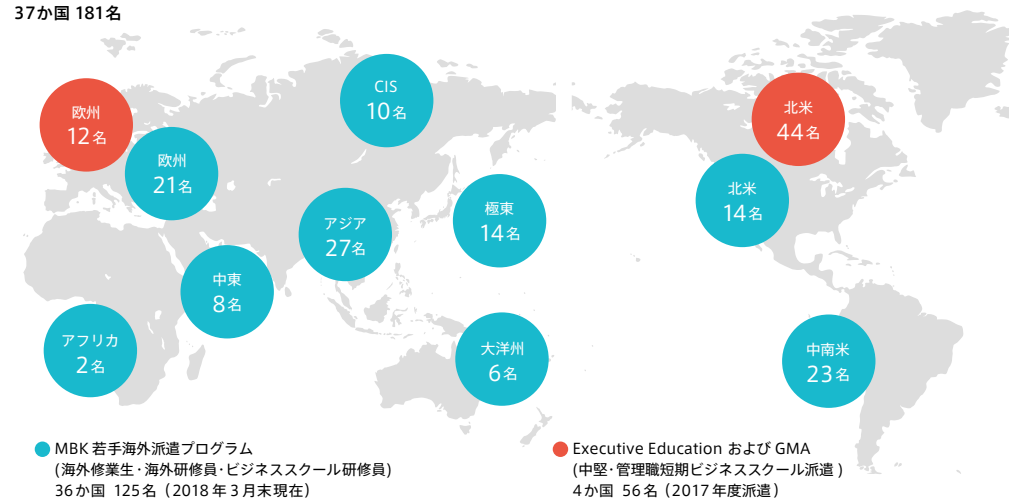 37か国 181名
CIS
10名
欧州
12名
北米
44名
欧州
21名
北米
14名
アジア
27名
極東
14名
中東
8名
アフリカ
2名
大洋州
6名
中南米
23名
MBK 若手海外派遣プログラム
(海外修業生・海外研修員・ビジネススクール研修員)
36か国 125名（2018年3月末現在）
Executive Education および GMA
(中堅・管理職短期ビジネススクール派遣 )
4か国 56名（2017年度派遣）